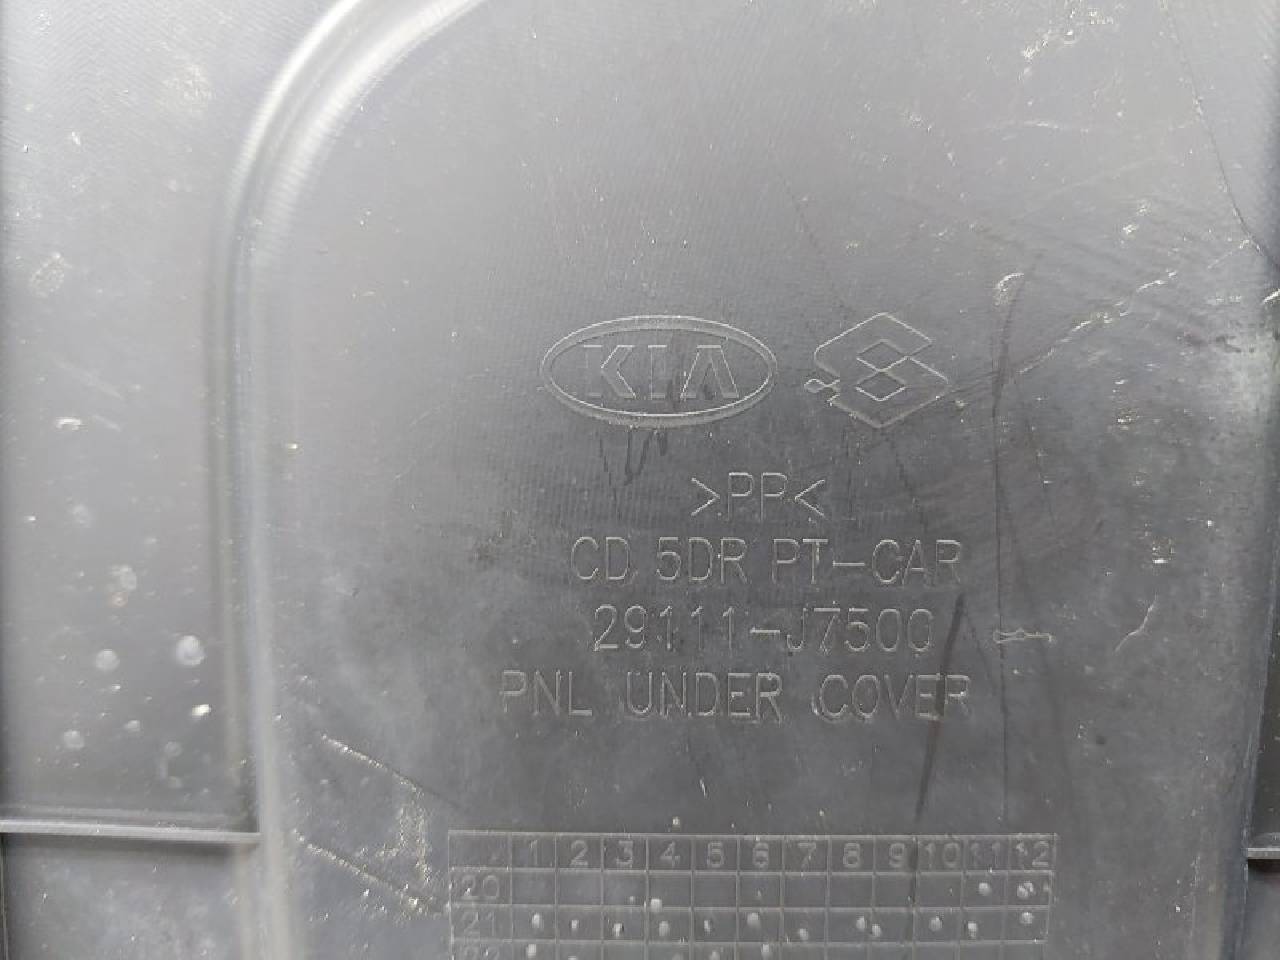 KIA
>PP<
CD 5DR PT-CAR
29111-J7500
PNL UNDER COVER
1 2 3 4 5 6 7 8 9 10 11 12
20
21
22